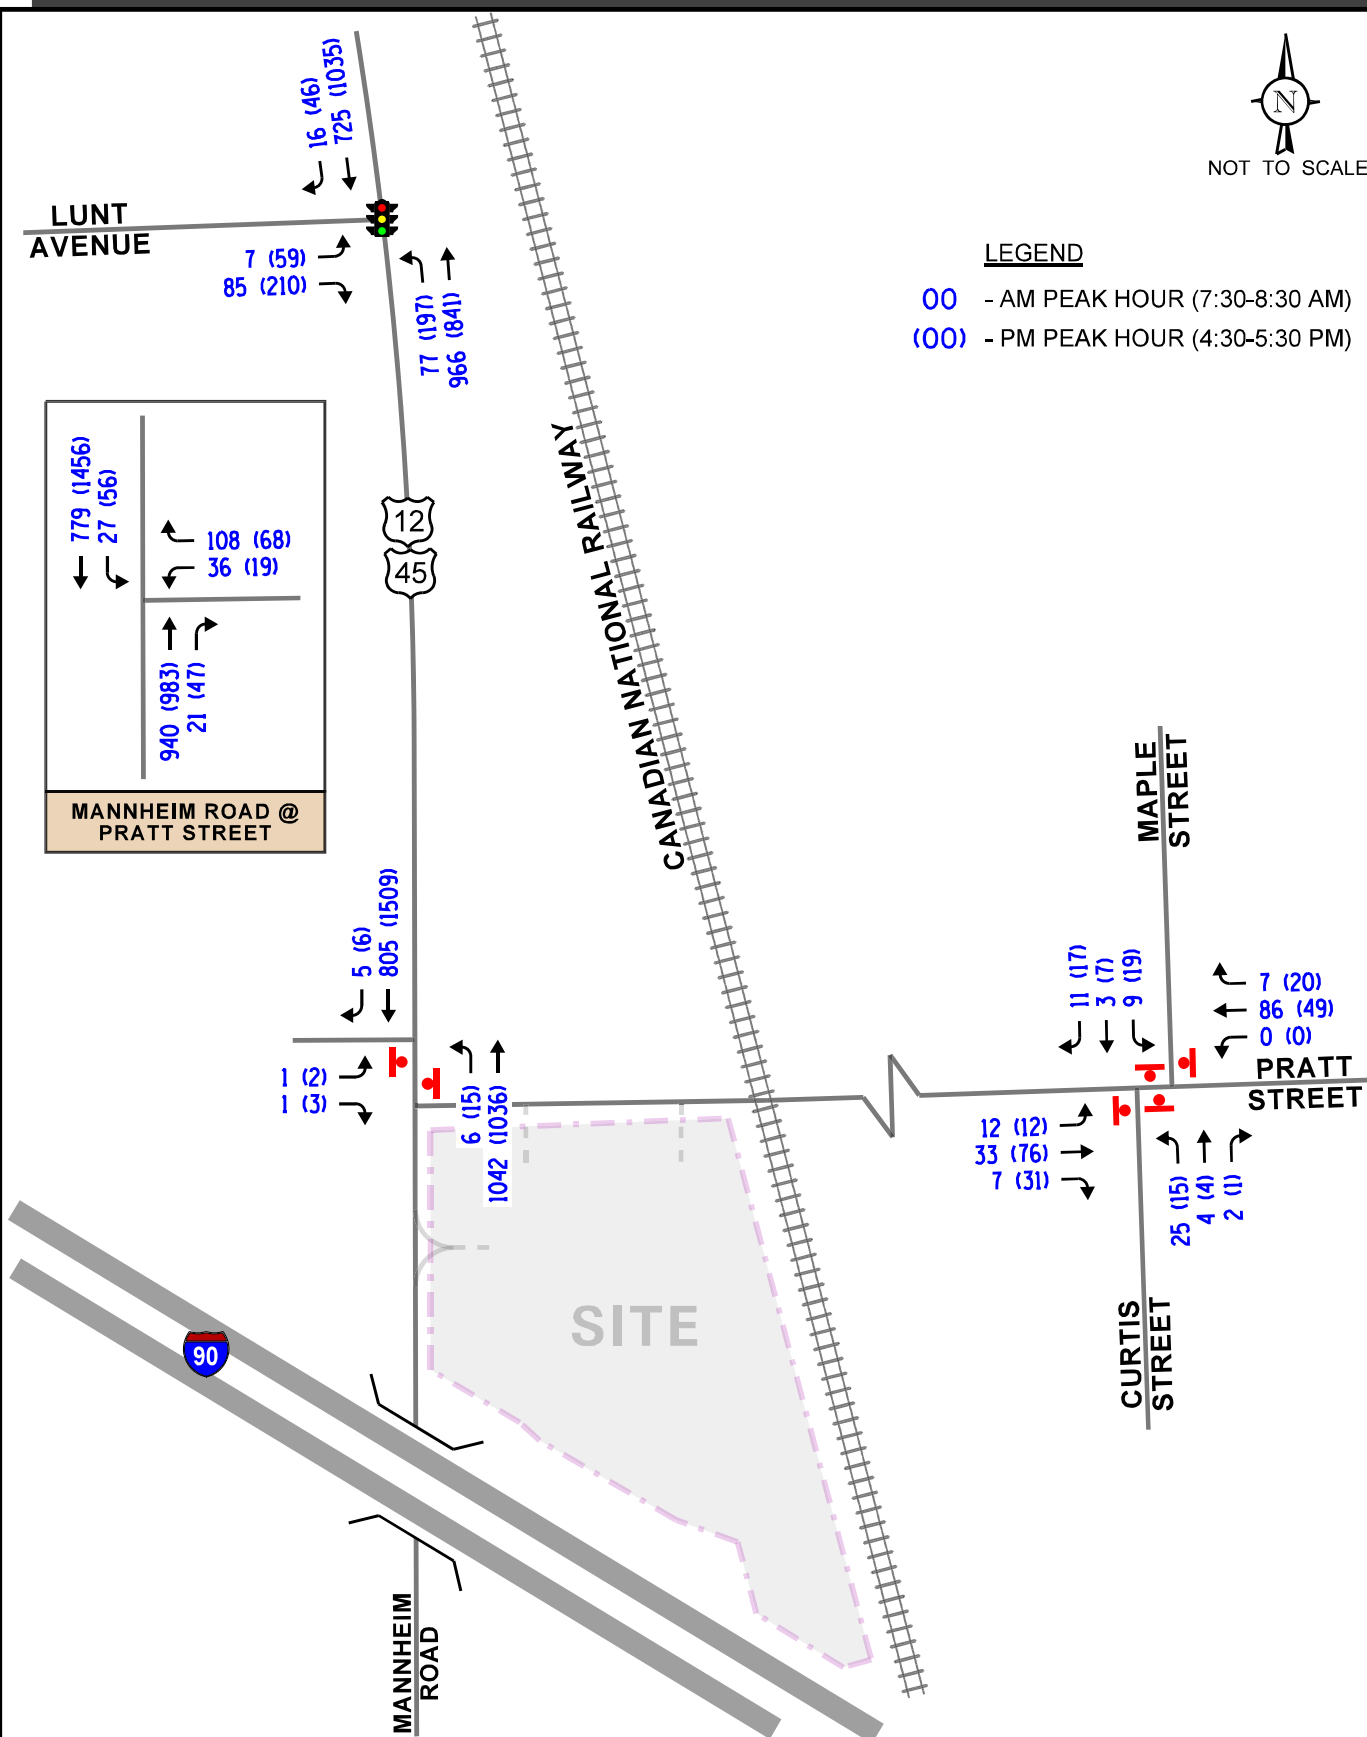 16 (46)
725 (1035)
N
NOT TO SCALE
LUNT
AVENUE
7 (59)
85 (210)
77 (197)
966 (841)
LEGEND
00 - AM PEAK HOUR (7:30-8:30 AM)
(00) - PM PEAK HOUR (4:30-5:30 PM)
779 (1456)
27 (56)
108 (68)
36 (19)
940 (983)
21 (47)
MANNHEIM ROAD @
PRATT STREET
12
45
CANADIAN NATIONAL RAILWAY
MAPLE
STREET
5 (6)
805 (1509)
1 (2)
1 (3)
6 (15)
1042 (1036)
11 (17)
3 (7)
9 (19)
7 (20)
86 (49)
0 (0)
PRATT
STREET
12 (12)
33 (76)
7 (31)
25 (15)
4 (4)
2 (1)
SITE
90
CURTIS
STREET
MANNHEIM
ROAD